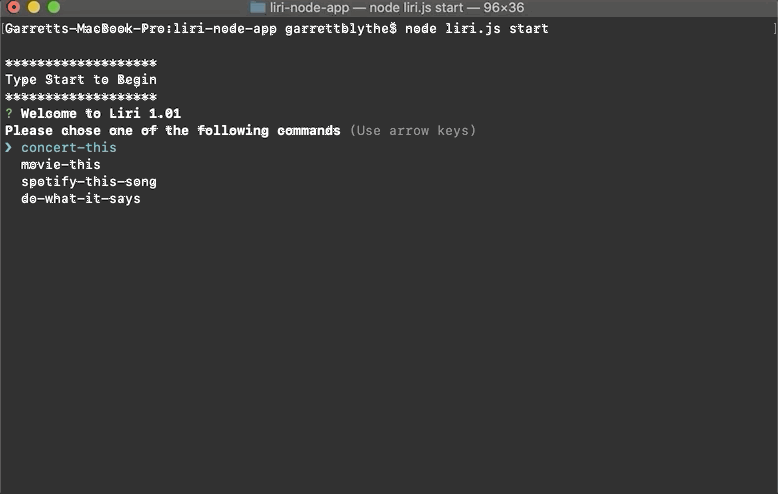 liri-node-app — node liri.js start — 96×36
[Garretts-MacBook-Pro:liri-node-app garrettblythe$ node liri.js start ]
*******************
Type Start to Begin
*******************
? Welcome to Liri 1.01
Please chose one of the following commands (Use arrow keys)
❯ concert-this
movie-this
spotify-this-song
do-what-it-says